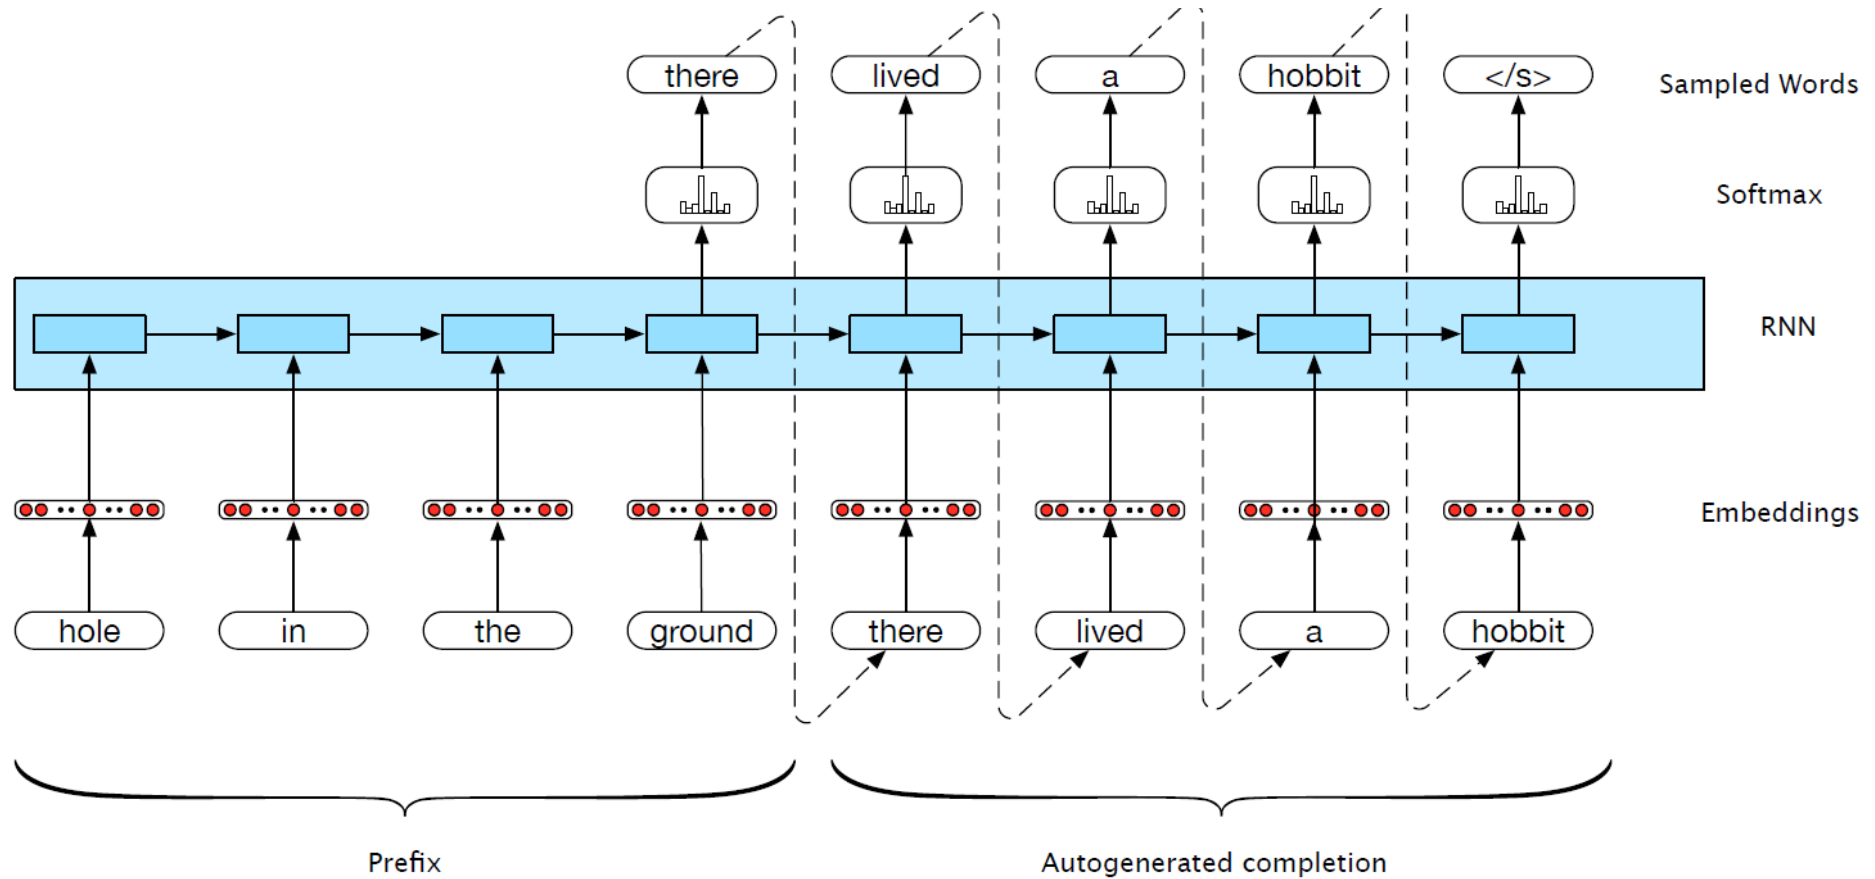 there lived a hobbit </s> Sampled Words
Softmax
RNN
Embeddings
hole in the ground there lived a hobbit
Prefix Autogenerated completion